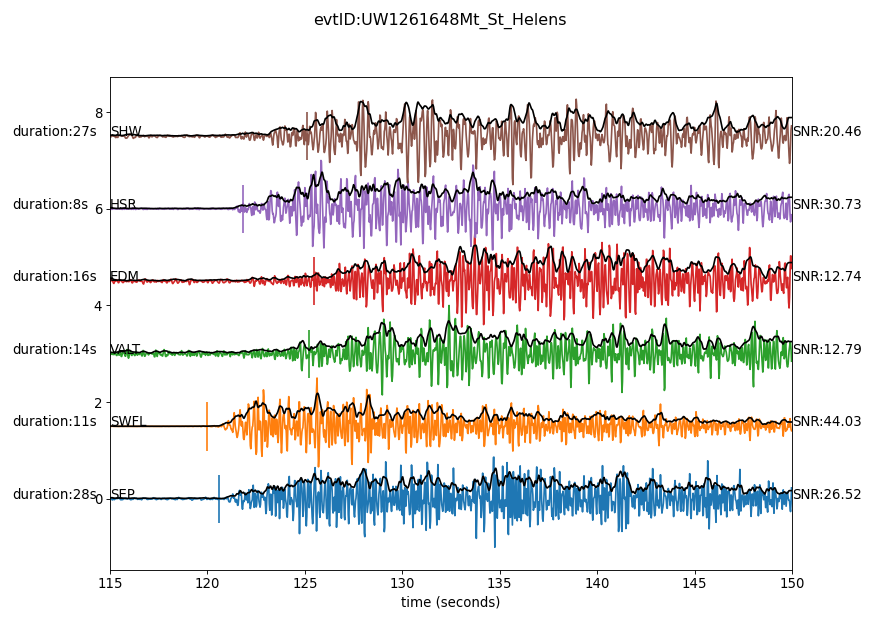 evtID:UW1261648Mt_St_Helens
8
duration:27s SHW SNR:20.46
duration:8s HSR SNR:30.73
6
duration:16s EDM SNR:12.74
4
duration:14s VALT SNR:12.79
2
duration:11s SWFL SNR:44.03
duration:28s SEP SNR:26.52
0
115 120 125 130 135 140 145 150
time (seconds)